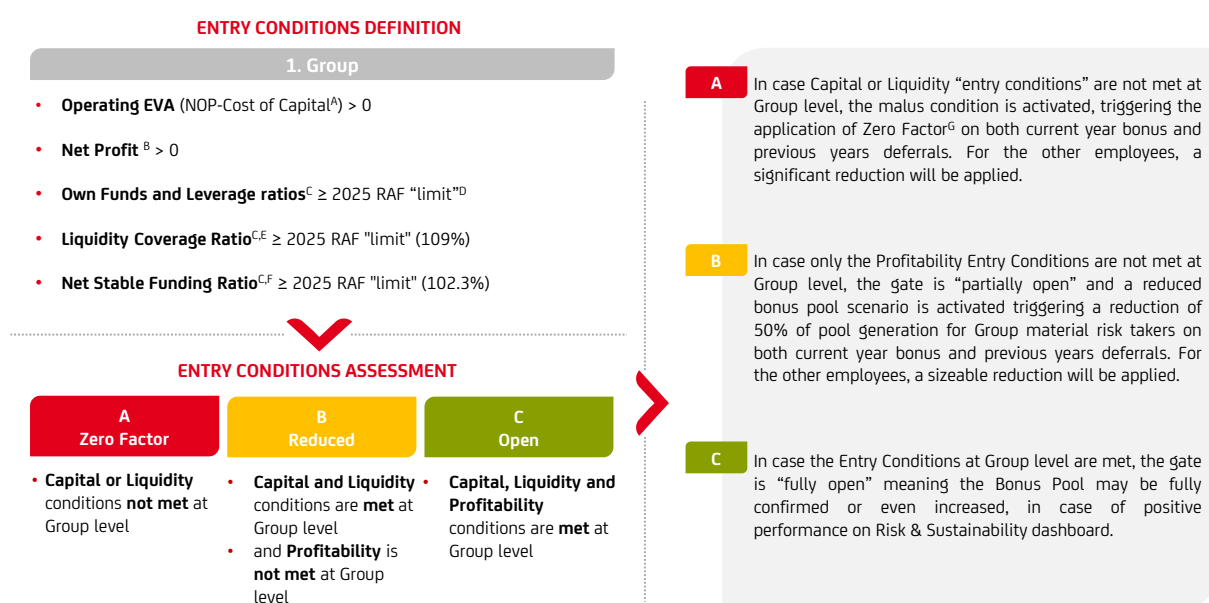 ENTRY CONDITIONS DEFINITION
1. Group
• Operating EVA (NOP-Cost of Capitalᴬ) > 0
• Net Profit ᴮ > 0
• Own Funds and Leverage ratiosᶜ ≥ 2025 RAF “limit”ᴰ
• Liquidity Coverage Ratioᶜ,ᴱ ≥ 2025 RAF "limit" (109%)
• Net Stable Funding Ratioᶜ,ᶠ ≥ 2025 RAF "limit" (102.3%)
ENTRY CONDITIONS ASSESSMENT
A
Zero Factor
• Capital or Liquidity
conditions not met at
Group level
B
Reduced
• Capital and Liquidity
conditions are met at
Group level
• and Profitability is
not met at Group
level
C
Open
• Capital, Liquidity and
Profitability
conditions are met at
Group level
A
In case Capital or Liquidity “entry conditions” are not met at
Group level, the malus condition is activated, triggering the
application of Zero Factorᴳ on both current year bonus and
previous years deferrals. For the other employees, a
significant reduction will be applied.
B
In case only the Profitability Entry Conditions are not met at
Group level, the gate is “partially open” and a reduced
bonus pool scenario is activated triggering a reduction of
50% of pool generation for Group material risk takers on
both current year bonus and previous years deferrals. For
the other employees, a sizeable reduction will be applied.
C
In case the Entry Conditions at Group level are met, the gate
is “fully open” meaning the Bonus Pool may be fully
confirmed or even increased, in case of positive
performance on Risk & Sustainability dashboard.